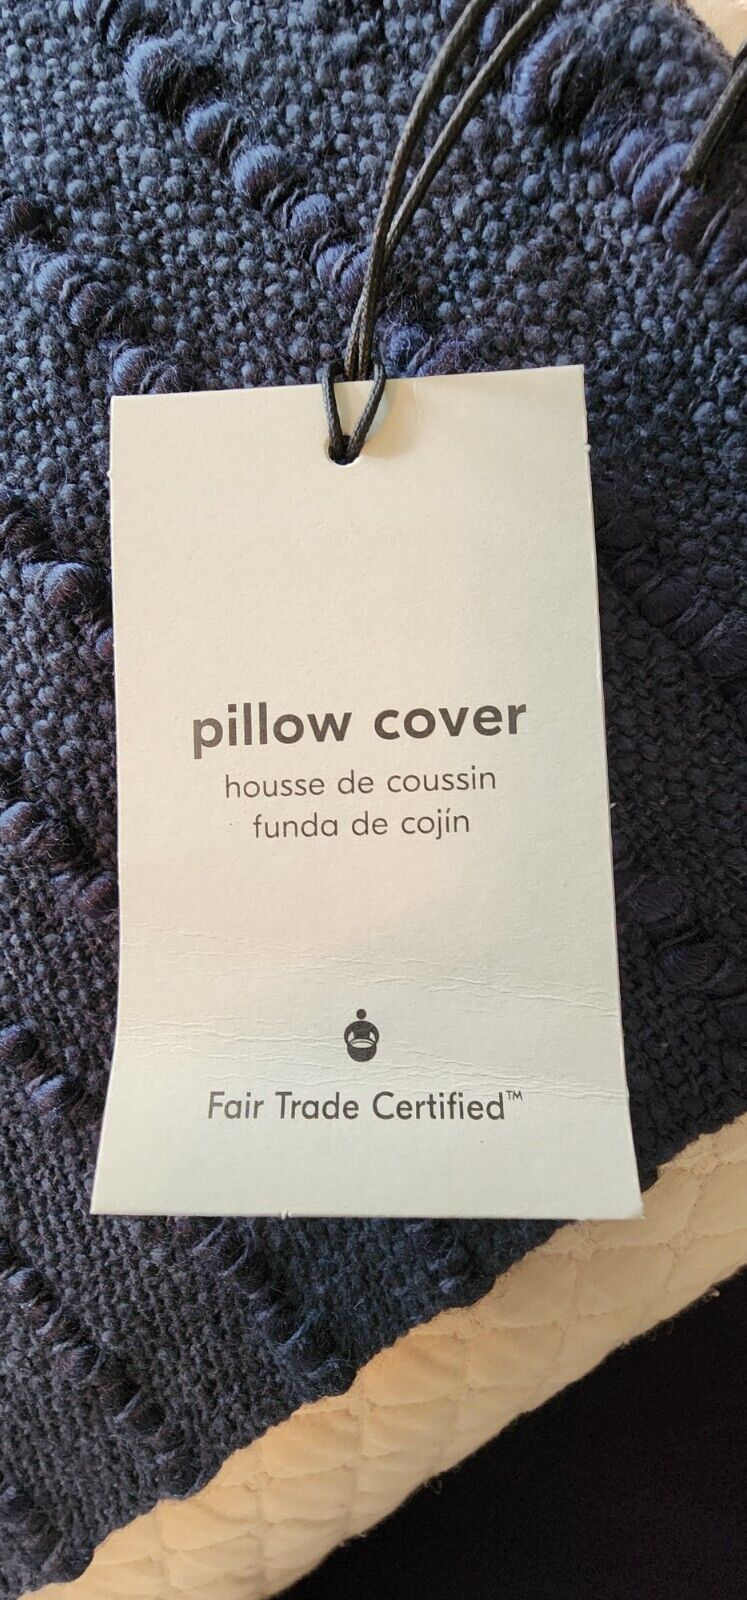 pillow cover
housse de coussin
funda de cojín
Fair Trade Certified™